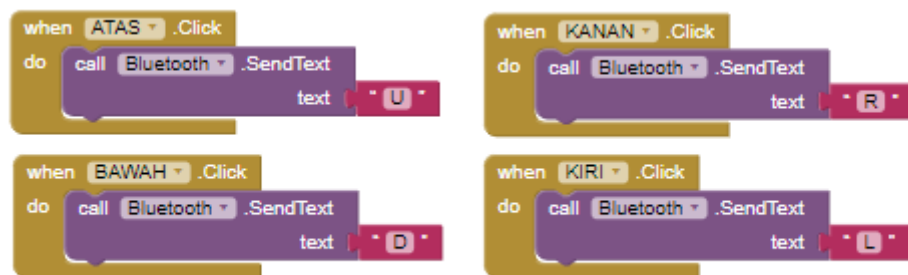 when ATAS .Click
do call Bluetooth .SendText
text " U "
when KANAN .Click
do call Bluetooth .SendText
text " R "
when BAWAH .Click
do call Bluetooth .SendText
text " D "
when KIRI .Click
do call Bluetooth .SendText
text " L "